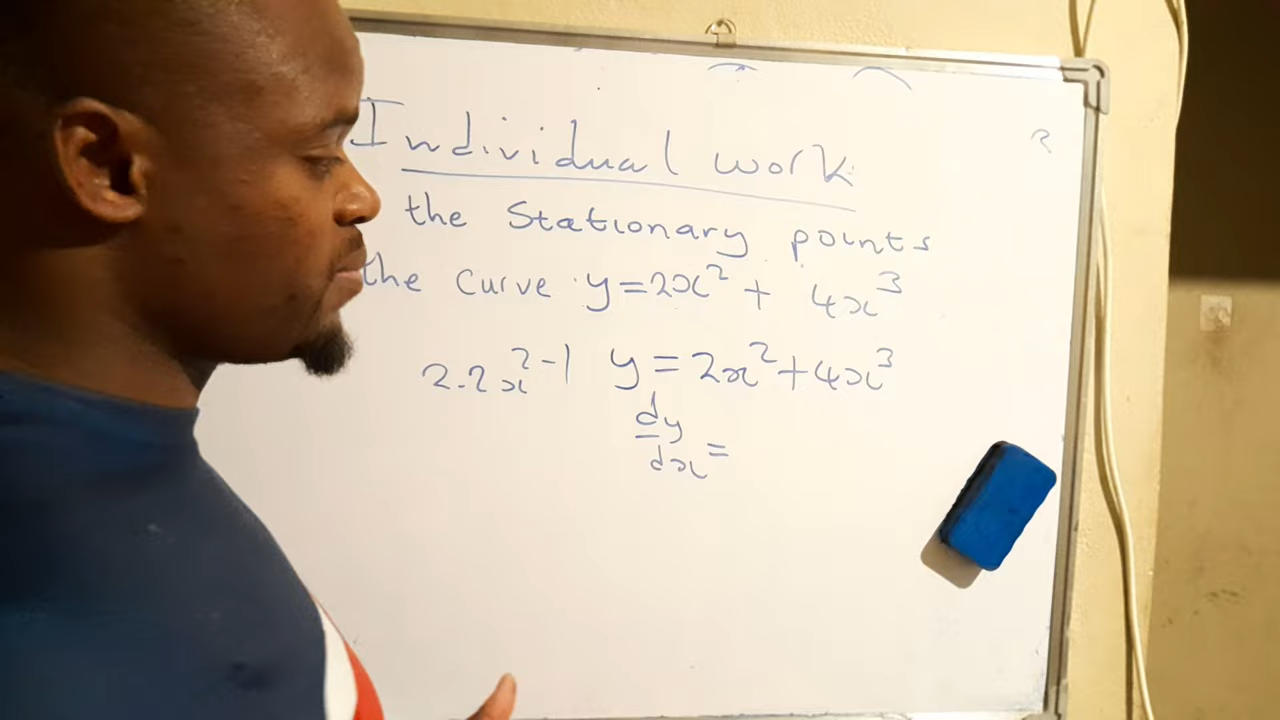 Individual work
the Stationary points
the Curve y=2x² + 4x³
2.2x²⁻¹ y=2x²+4x³
dy/dx =